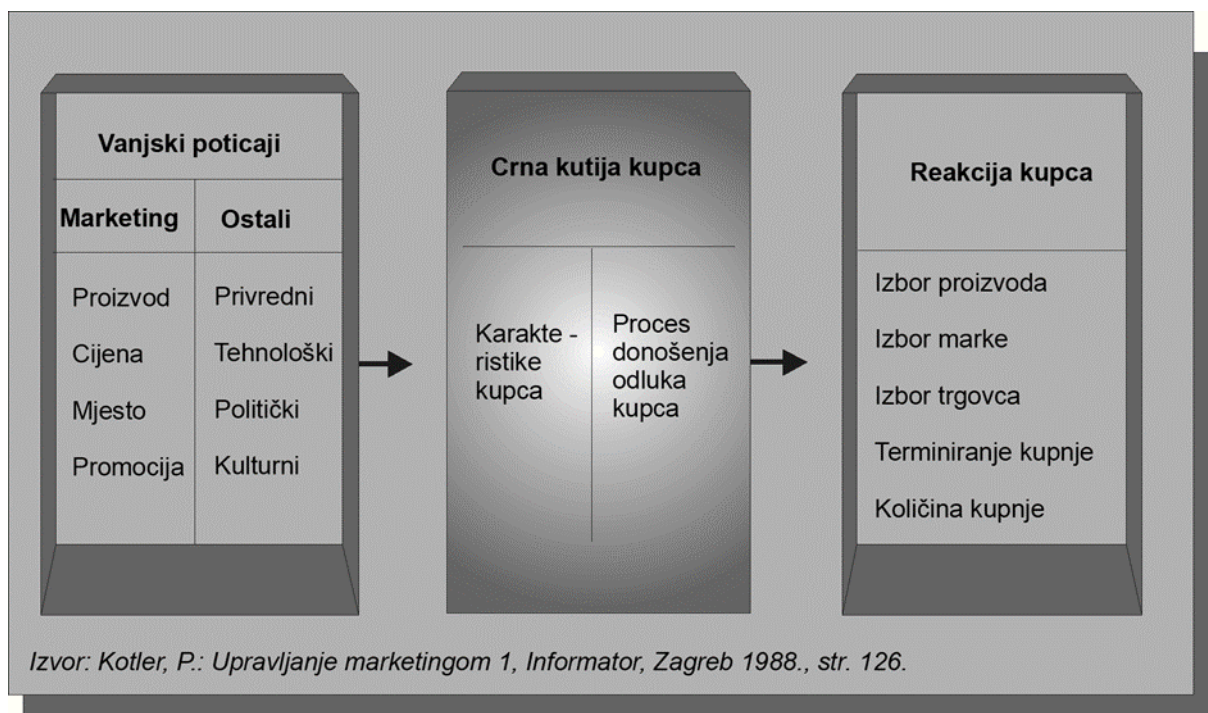 Vanjski poticaji
Marketing
Ostali
Proizvod
Cijena
Mjesto
Promocija
Privredni
Tehnološki
Politički
Kulturni
Crna kutija kupca
Karakte -
ristike
kupca
Proces
donošenja
odluka
kupca
Reakcija kupca
Izbor proizvoda
Izbor marke
Izbor trgovca
Terminiranje kupnje
Količina kupnje
Izvor: Kotler, P.: Upravljanje marketingom 1, Informator, Zagreb 1988., str. 126.